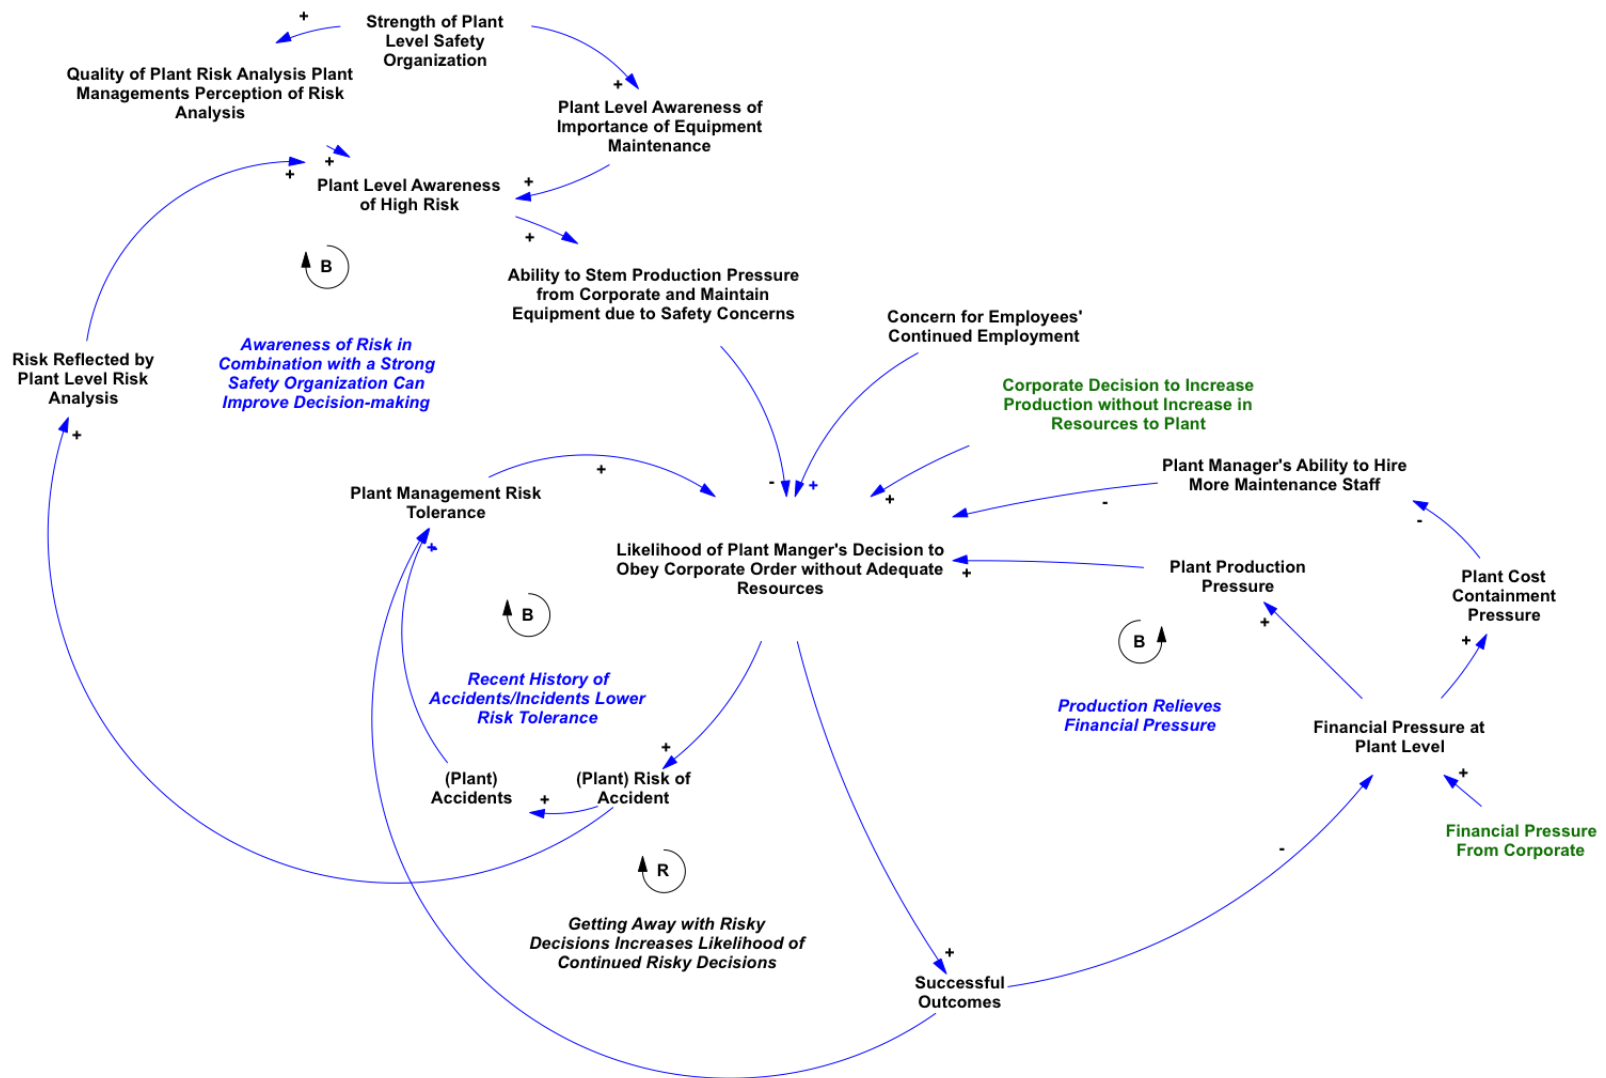 Strength of Plant
Level Safety
Organization
+
+
Quality of Plant Risk Analysis Plant
Managements Perception of Risk
Analysis
Plant Level Awareness of
Importance of Equipment
Maintenance
+
+
+
Plant Level Awareness
of High Risk
+
B
Ability to Stem Production Pressure
from Corporate and Maintain
Equipment due to Safety Concerns
Concern for Employees'
Continued Employment
Awareness of Risk in
Combination with a Strong
Safety Organization Can
Improve Decision-making
Risk Reflected by
Plant Level Risk
Analysis
+
Corporate Decision to Increase
Production without Increase in
Resources to Plant
+
-
+
+
Plant Manager's Ability to Hire
More Maintenance Staff
-
-
Plant Management Risk
Tolerance
+
Likelihood of Plant Manger's Decision to
Obey Corporate Order without Adequate
Resources
+
Plant Production
Pressure
+
Plant Cost
Containment
Pressure
+
B
B
Recent History of
Accidents/Incidents Lower
Risk Tolerance
Production Relieves
Financial Pressure
Financial Pressure at
Plant Level
+
+
(Plant)
Accidents
+
(Plant) Risk of
Accident
Financial Pressure
From Corporate
-
R
Getting Away with Risky
Decisions Increases Likelihood of
Continued Risky Decisions
+
Successful
Outcomes